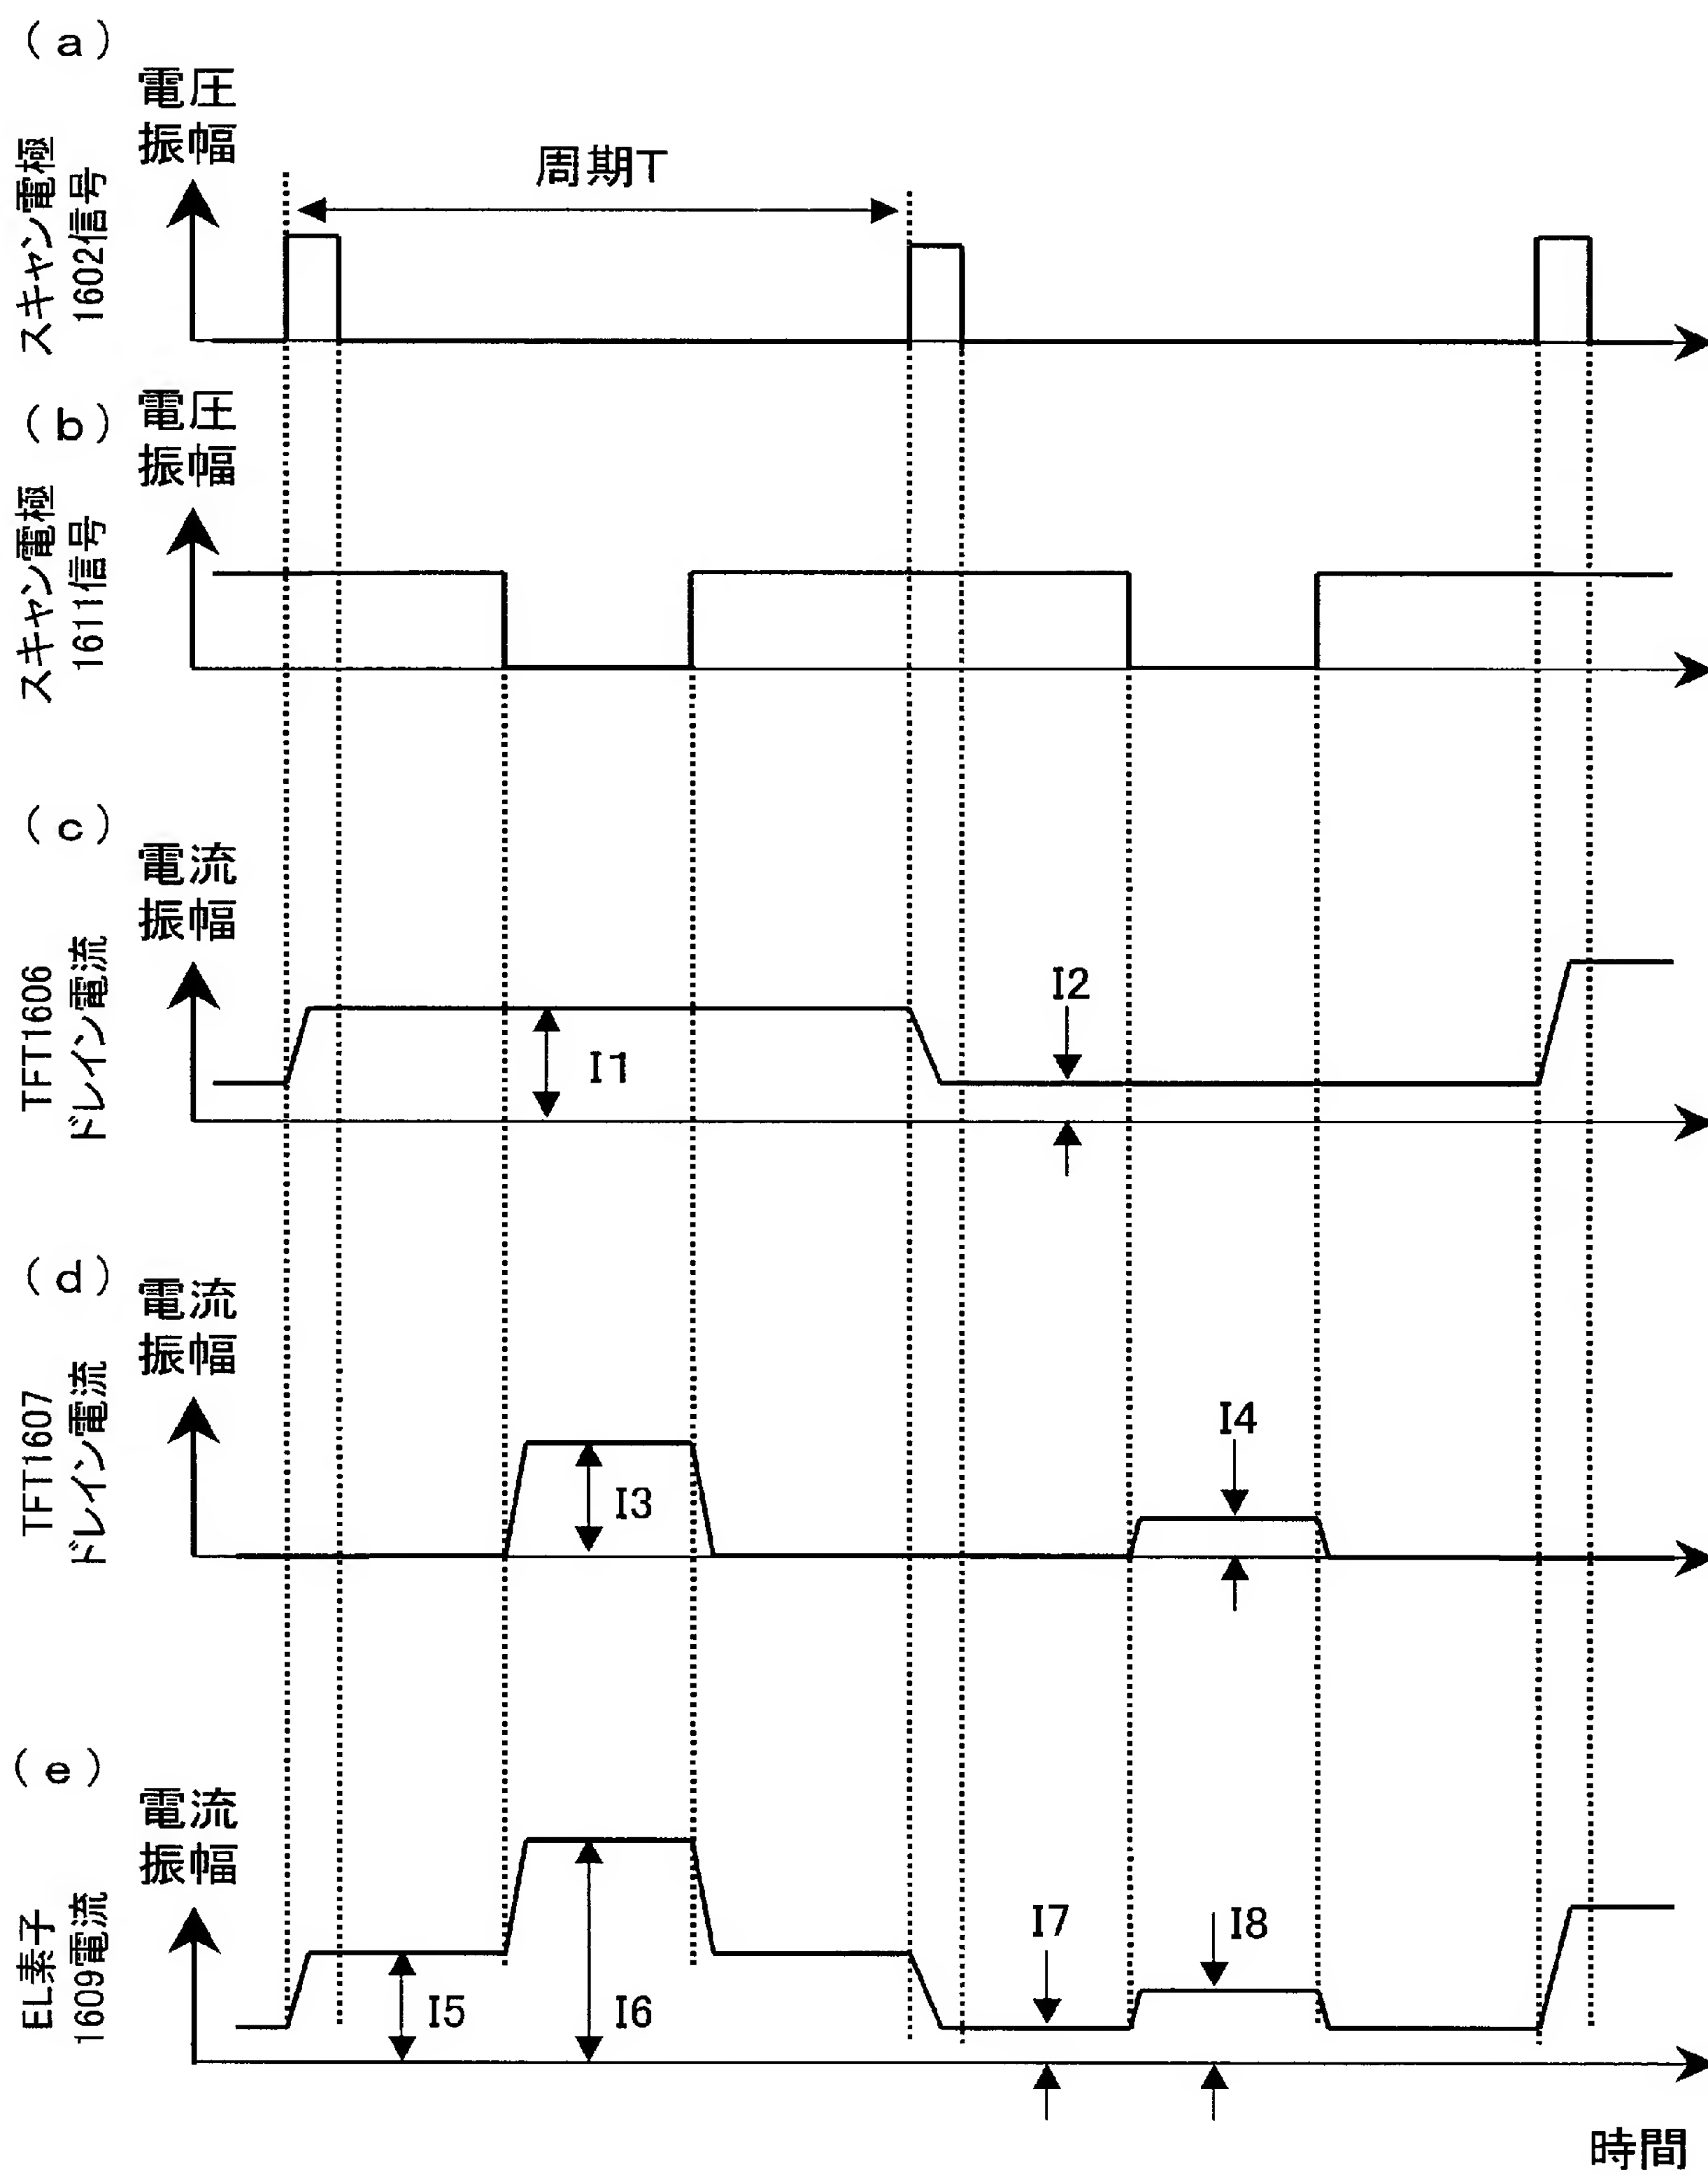 (a)
電圧
振幅
スキャン電極
1602信号
周期T
(b)
電圧
振幅
スキャン電極
1611信号
(c)
電流
振幅
TFT1606
ドレイン電流
I1
I2
(d)
電流
振幅
TFT1607
ドレイン電流
I3
I4
(e)
電流
振幅
EL素子
1609電流
I5
I6
I7
I8
時間